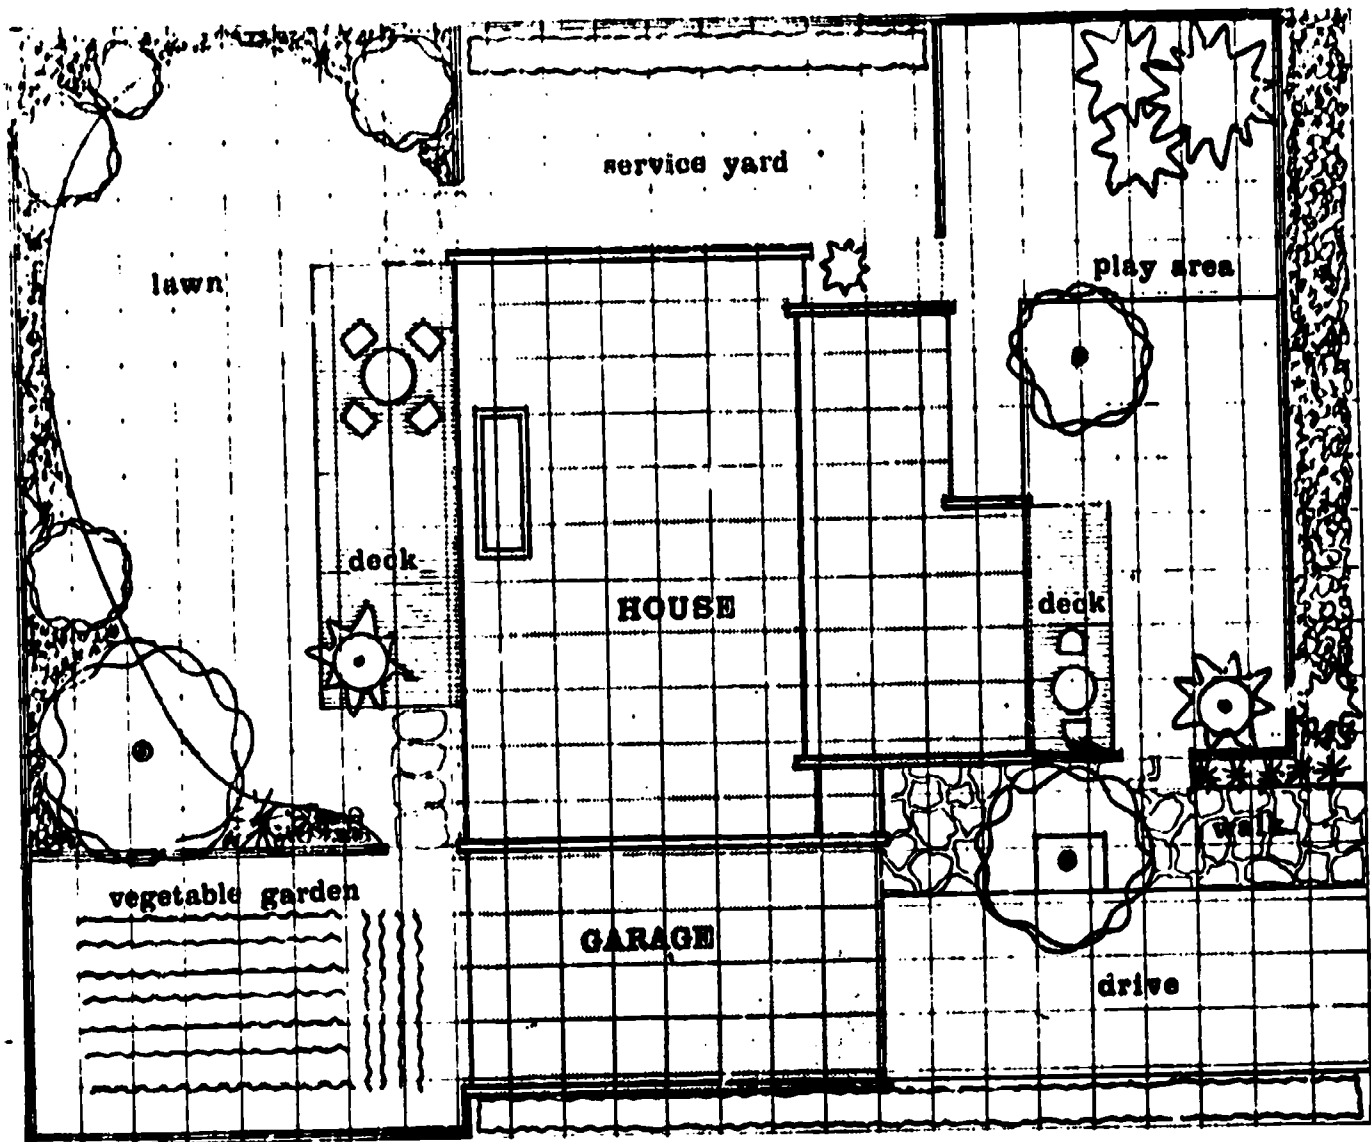 service yard
lawn
play area
deck
HOUSE
deck
walk
vegetable garden
GARAGE
drive